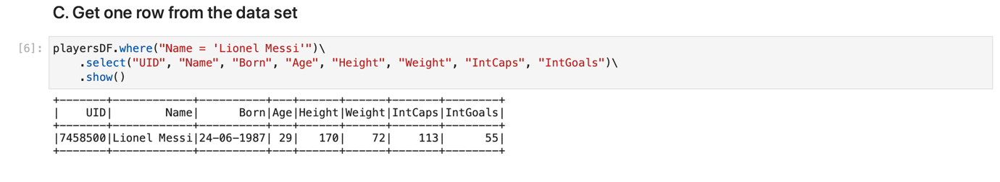 C. Get one row from the data set
[6]: playersDF.where("Name = 'Lionel Messi'")\
    .select("UID", "Name", "Born", "Age", "Height", "Weight", "IntCaps", "IntGoals")\
    .show()
+-------+------------+----------+---+------+------+-------+--------+
|    UID|        Name|      Born|Age|Height|Weight|IntCaps|IntGoals|
+-------+------------+----------+---+------+------+-------+--------+
|7458500|Lionel Messi|24-06-1987| 29|   170|    72|    113|      55|
+-------+------------+----------+---+------+------+-------+--------+